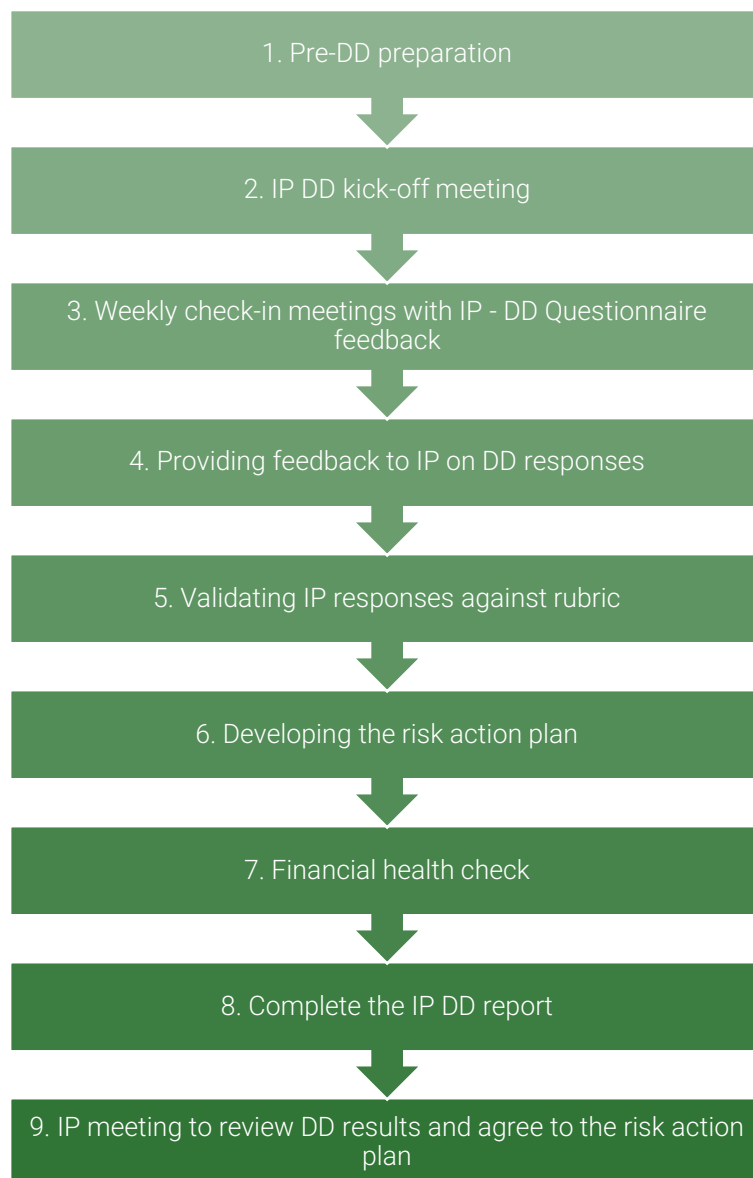 1. Pre-DD preparation
2. IP DD kick-off meeting
3. Weekly check-in meetings with IP - DD Questionnaire
feedback
4. Providing feedback to IP on DD responses
5. Validating IP responses against rubric
6. Developing the risk action plan
7. Financial health check
8. Complete the IP DD report
9. IP meeting to review DD results and agree to the risk action
plan